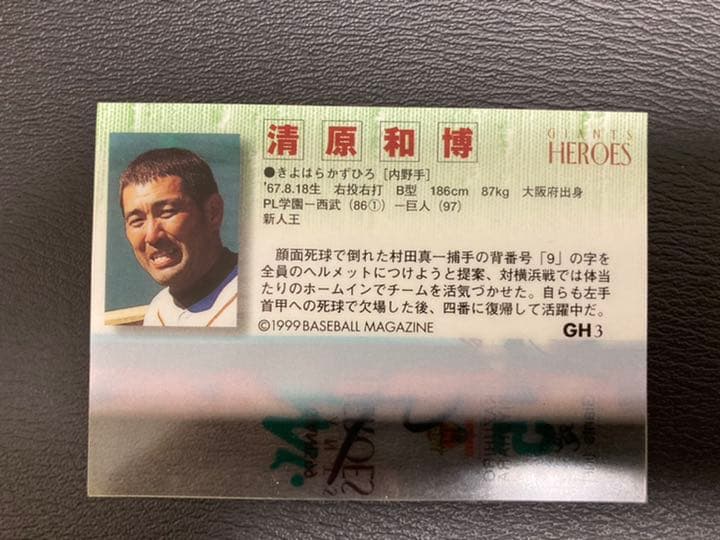 清原和博
GIANTS
HEROES
●きよはらかずひろ［内野手］
'67.8.18生 右投右打 B型 186cm 87kg 大阪府出身
PL学園－西武（86①）－巨人（97）
新人王
顔面死球で倒れた村田真一捕手の背番号「9」の字を
全員のヘルメットにつけようと提案、対横浜戦では体当
たりのホームインでチームを活気づかせた。自らも左手
首甲への死球で欠場した後、四番に復帰して活躍中だ。
©1999 BASEBALL MAGAZINE
GH3